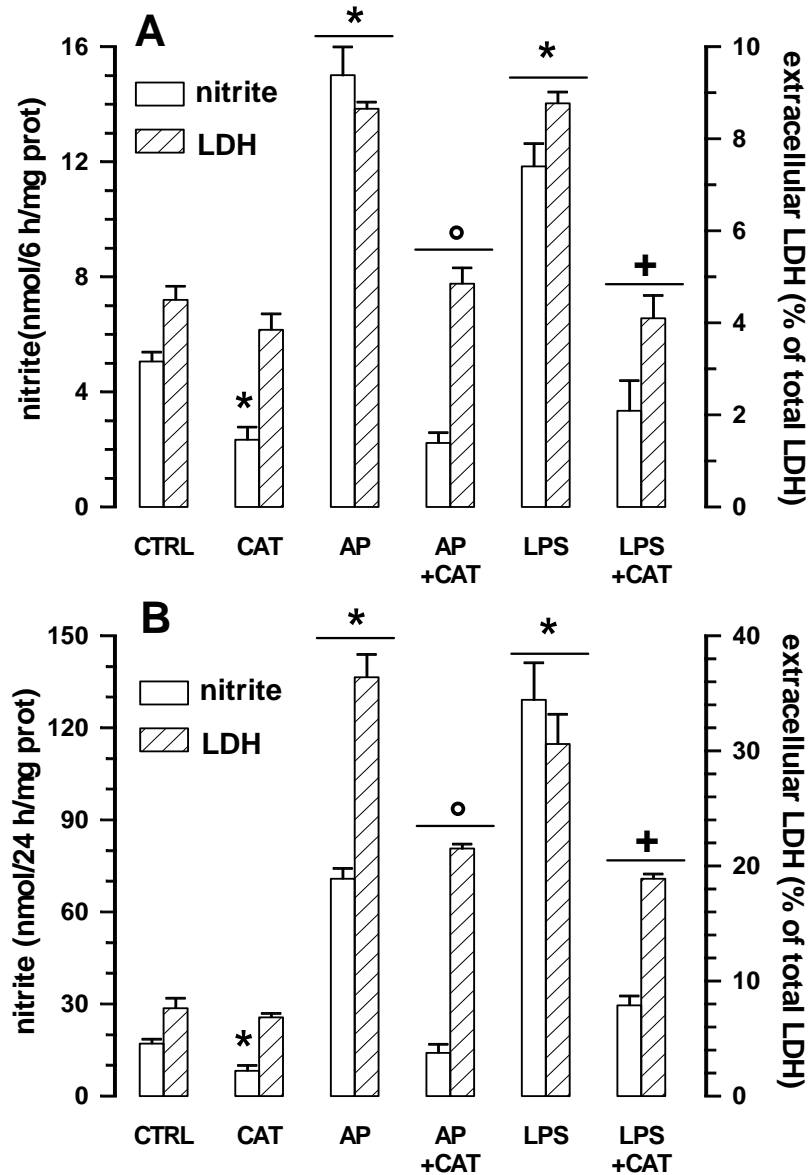 A
*
*
16
10
nitrite
LDH
14
12
8
8
6
4
4
2
0
0
nitrite(nmol/6 h/mg prot)
extracellular LDH (% of total LDH)
*
°
+
CTRL
CAT
AP
AP
+CAT
LPS
LPS
+CAT
B
*
*
150
40
nitrite
LDH
120
30
90
20
60
10
30
0
0
nitrite (nmol/24 h/mg prot)
extracellular LDH (% of total LDH)
*
°
+
CTRL
CAT
AP
AP
+CAT
LPS
LPS
+CAT